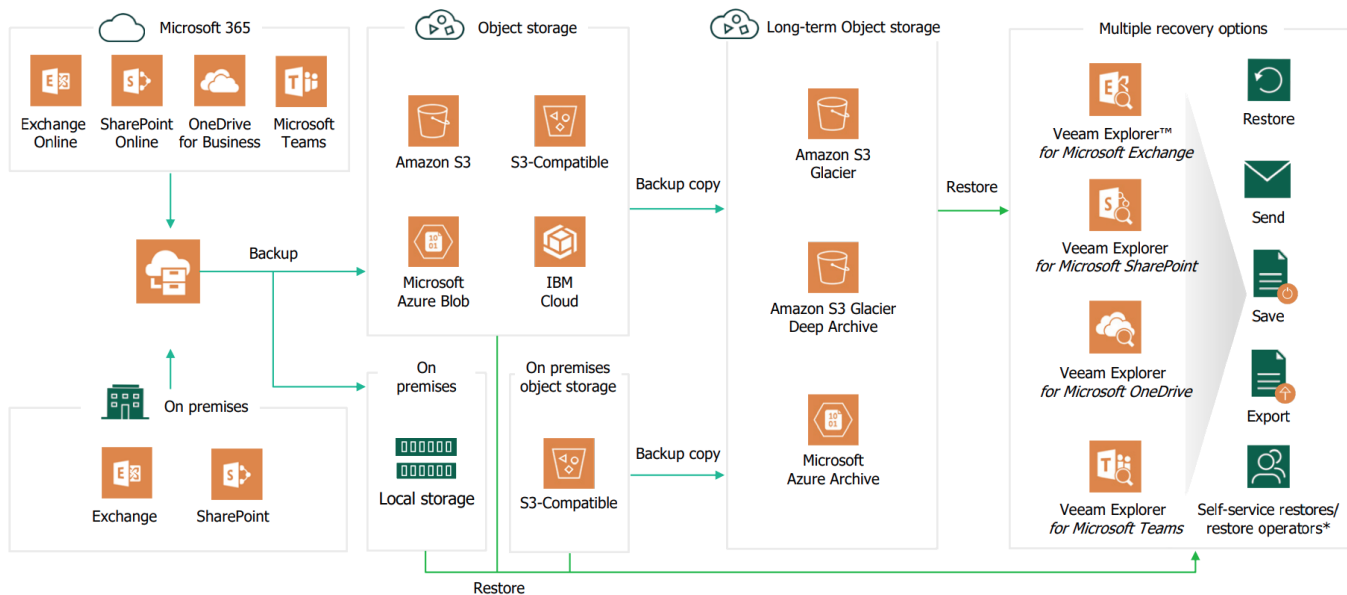 Microsoft 365
Exchange
Online
SharePoint
Online
OneDrive
for Business
Microsoft
Teams
Backup
On premises
Exchange
SharePoint
Object storage
Amazon S3
S3-Compatible
10
01
Microsoft
Azure Blob
IBM
Cloud
On
premises
Local storage
On premises
object storage
S3-Compatible
Backup copy
Backup copy
Long-term Object storage
Amazon S3
Glacier
Amazon S3 Glacier
Deep Archive
10
01
Microsoft
Azure Archive
Restore
Restore
Multiple recovery options
Veeam Explorer™
for Microsoft Exchange
Veeam Explorer
for Microsoft SharePoint
Veeam Explorer
for Microsoft OneDrive
Veeam Explorer
for Microsoft Teams
Restore
Send
Save
Export
Self-service restores/
restore operators*